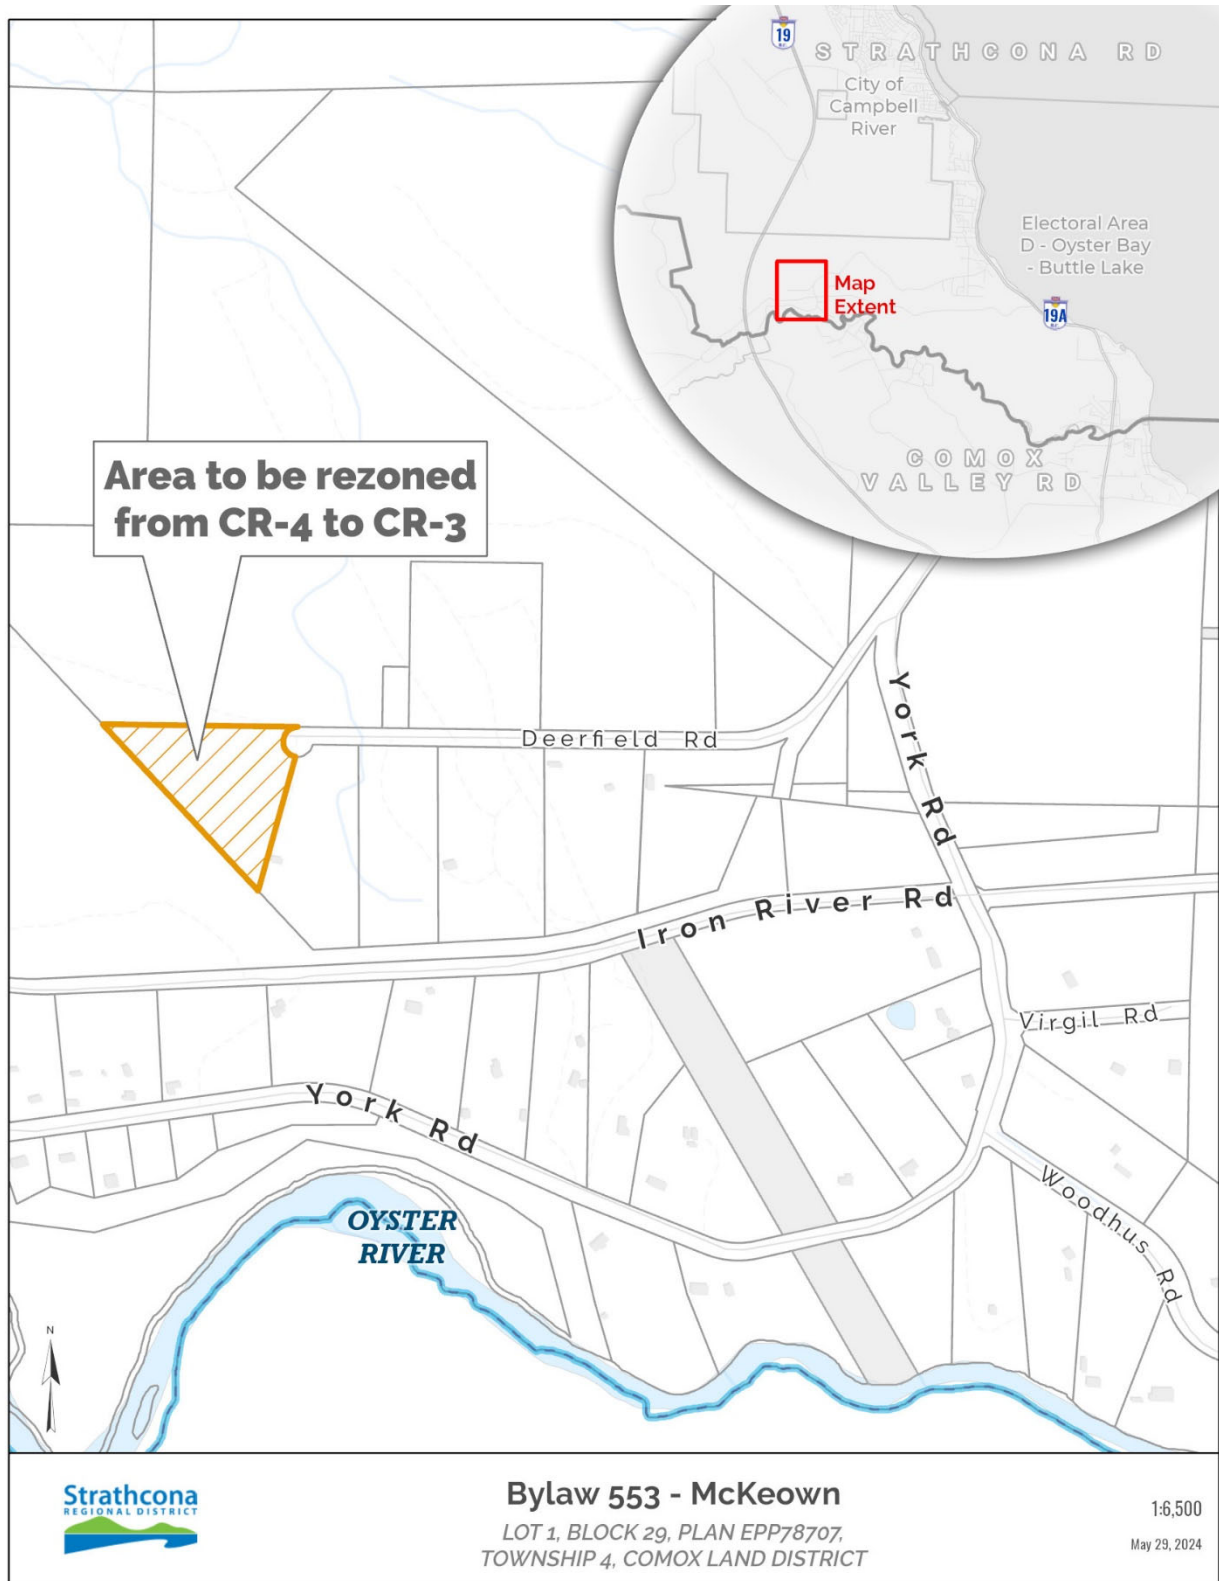 19
B.C.
STRATHCONA RD
City of
Campbell
River
Electoral Area
D - Oyster Bay
- Buttle Lake
Map
Extent
19A
B.C.
COMOX
VALLEY RD
Area to be rezoned
from CR-4 to CR-3
Deerfield Rd
York Rd
Iron River Rd
Virgil Rd
York Rd
Woodhus Rd
OYSTER
RIVER
N
Strathcona
REGIONAL DISTRICT
Bylaw 553 - McKeown
LOT 1, BLOCK 29, PLAN EPP78707,
TOWNSHIP 4, COMOX LAND DISTRICT
1:6,500
May 29, 2024